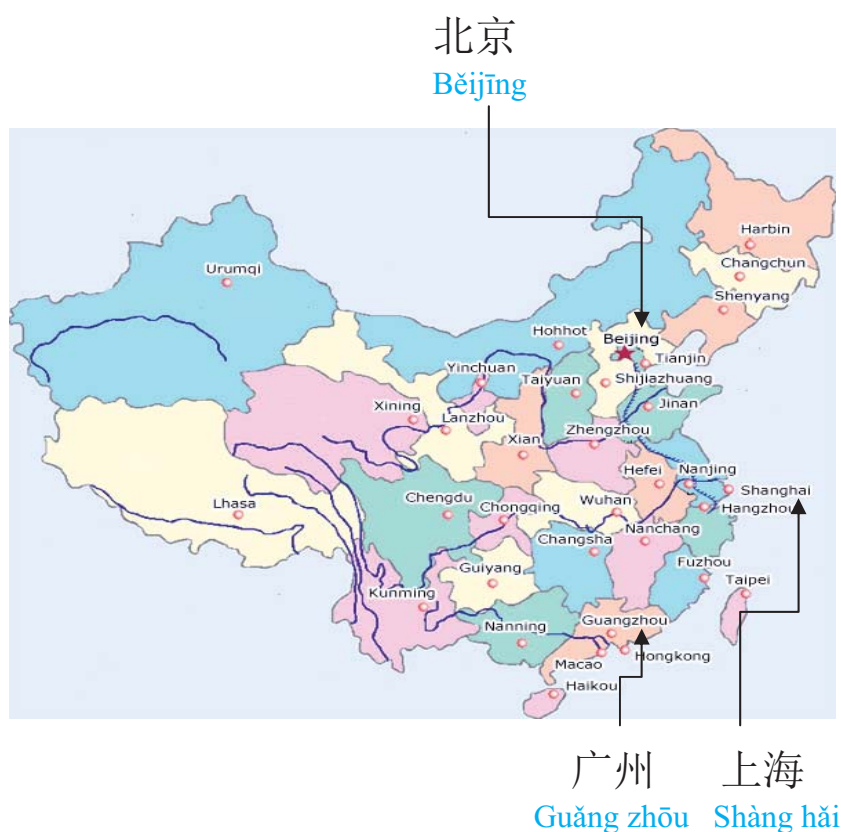 北京
Běijīng
Harbin
Urumqi
Changchun
Shenyang
Hohhot
Beijing
Tianjin
Yinchuan
Taiyuan
Shijiazhuang
Xining
Jinan
Lanzhou
Zhengzhou
Xian
Hefei
Nanjing
Shanghai
Lhasa
Chengdu
Chongqing
Wuhan
Hangzhou
Nanchang
Changsha
Guiyang
Fuzhou
Taipei
Kunming
Nanning
Guangzhou
Macao
Hongkong
Haikou
广州 上海
Guǎng zhōu Shàng hǎi